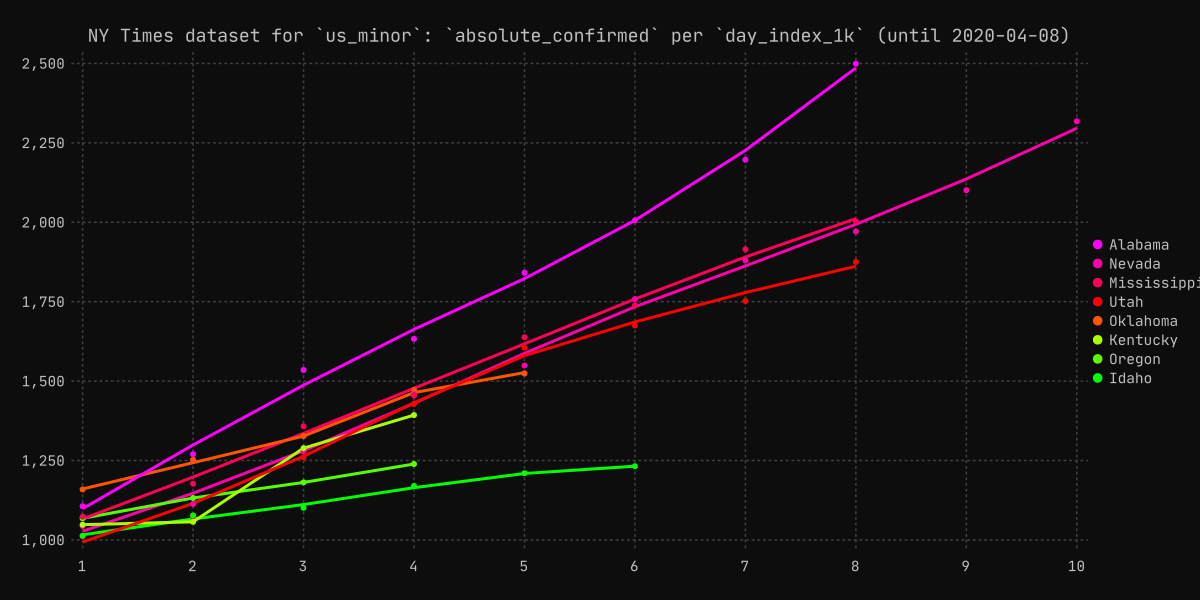 NY Times dataset for `us_minor`: `absolute_confirmed` per `day_index_1k` (until 2020-04-08)
2,500
2,250
2,000
1,750
1,500
1,250
1,000
1 2 3 4 5 6 7 8 9 10
Alabama
Nevada
Mississippi
Utah
Oklahoma
Kentucky
Oregon
Idaho